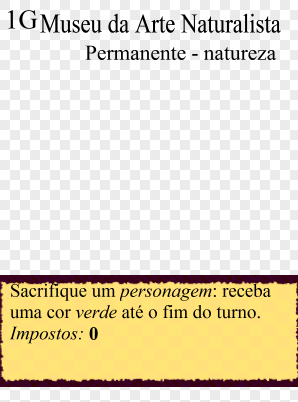 1G Museu da Arte Naturalista
Permanente - natureza
Sacrifique um personagem: receba
uma cor verde até o fim do turno.
Impostos: 0